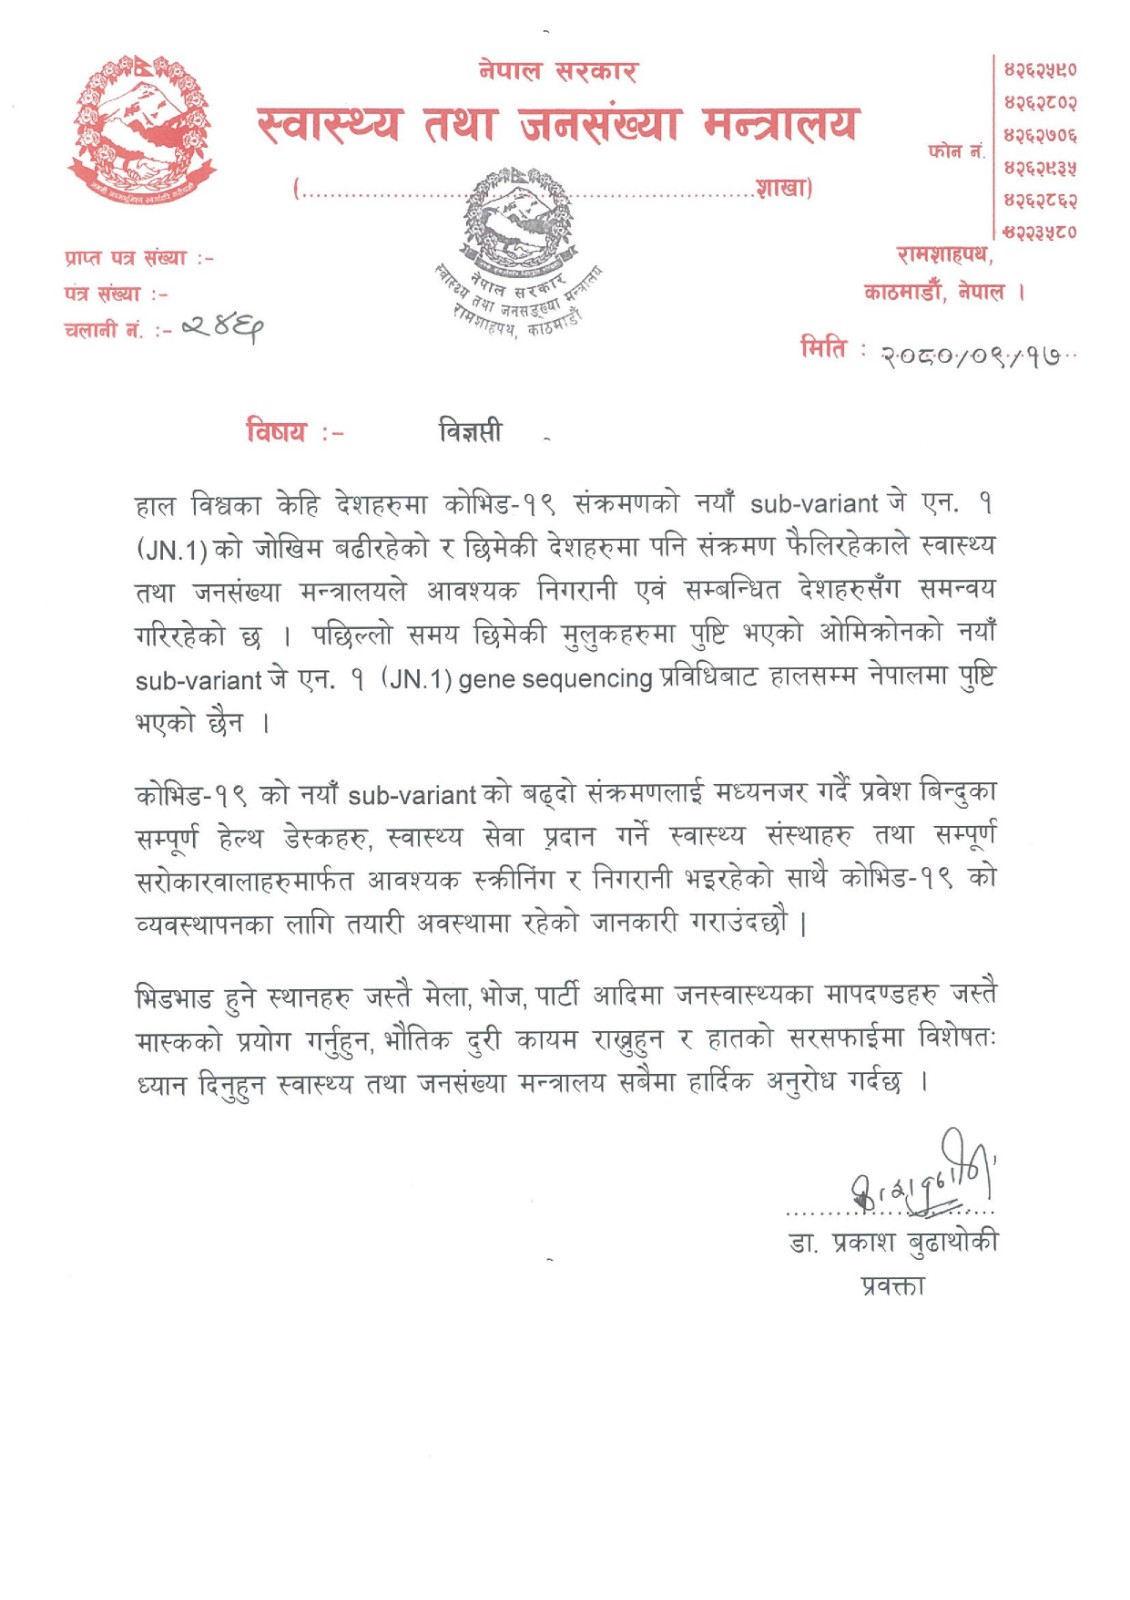 नेपाल सरकार
स्वास्थ्य तथा जनसंख्या मन्त्रालय
(............................................................शाखा)
फोन नं.
४२६२५९०
४२६२८०२
४२६२७०६
४२६२९३५
४२६२८६२
४२२३५८०
रामशाहपथ,
काठमाडौं, नेपाल ।
नेपाल सरकार
स्वास्थ्य तथा जनसङ्ख्या मन्त्रालय
रामशाहपथ, काठमाडौं
प्राप्त पत्र संख्या :-
पत्र संख्या :-
चलानी नं. :- २४६
मिति : २०८०/०९/१७
विषय :- विज्ञप्ती
हाल विश्वका केहि देशहरुमा कोभिड-१९ संक्रमणको नयाँ sub-variant जे एन. १
(JN.1) को जोखिम बढीरहेको र छिमेकी देशहरुमा पनि संक्रमण फैलिरहेकाले स्वास्थ्य
तथा जनसंख्या मन्त्रालयले आवश्यक निगरानी एवं सम्बन्धित देशहरुसँग समन्वय
गरिरहेको छ । पछिल्लो समय छिमेकी मुलुकहरुमा पुष्टि भएको ओमिक्रोनको नयाँ
sub-variant जे एन. १ (JN.1) gene sequencing प्रविधिबाट हालसम्म नेपालमा पुष्टि
भएको छैन ।
कोभिड-१९ को नयाँ sub-variant को बढ्दो संक्रमणलाई मध्यनजर गर्दै प्रवेश बिन्दुका
सम्पूर्ण हेल्थ डेस्कहरु, स्वास्थ्य सेवा प्रदान गर्ने स्वास्थ्य संस्थाहरु तथा सम्पूर्ण
सरोकारवालाहरुमार्फत आवश्यक स्क्रीनिंग र निगरानी भइरहेको साथै कोभिड-१९ को
व्यवस्थापनका लागि तयारी अवस्थामा रहेको जानकारी गराउंदछौ |
भिडभाड हुने स्थानहरु जस्तै मेला, भोज, पार्टी आदिमा जनस्वास्थ्यका मापदण्डहरु जस्तै
मास्कको प्रयोग गर्नुहुन, भौतिक दुरी कायम राख्नुहुन र हातको सरसफाईमा विशेषतः
ध्यान दिनुहुन स्वास्थ्य तथा जनसंख्या मन्त्रालय सबैमा हार्दिक अनुरोध गर्दछ ।
डा. प्रकाश बुढाथोकी
प्रवक्ता